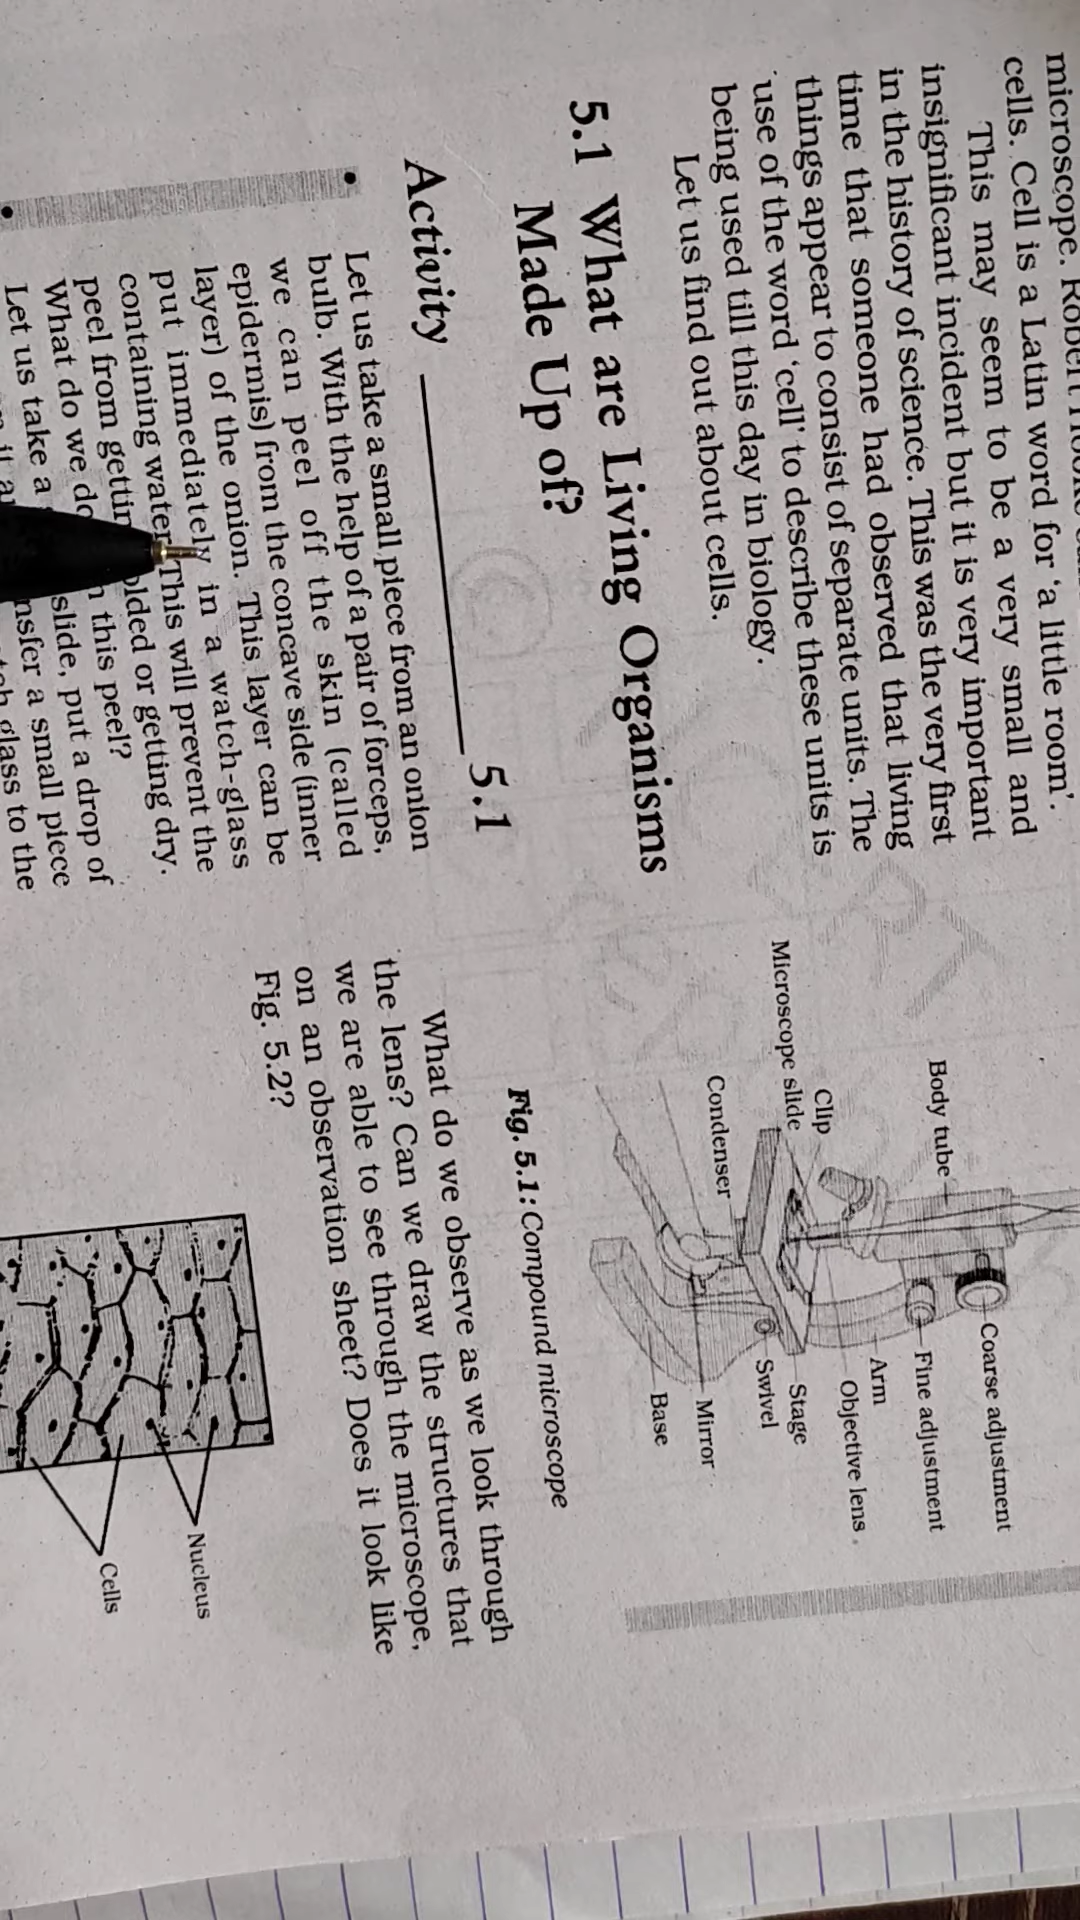 microscope. Robert Hooke
cells. Cell is a Latin word for ‘a little room’.
This may seem to be a very small and
insignificant incident but it is very important
in the history of science. This was the very first
time that someone had observed that living
things appear to consist of separate units. The
use of the word ‘cell’ to describe these units is
being used till this day in biology.
Let us find out about cells.
5.1 What are Living Organisms
Made Up of?
Activity 5.1
• Let us take a small piece from an onion
bulb. With the help of a pair of forceps,
we can peel off the skin (called
epidermis) from the concave side (inner
layer) of the onion. This layer can be
put immediately in a watch-glass
containing water. This will prevent the
peel from getting folded or getting dry.
What do we do this peel?
• Let us take a slide, put a drop of
a small piece
glass to the
Body tube
Clip
Microscope slide
Condenser
Coarse adjustment
Fine adjustment
Arm
Objective lens
Stage
Swivel
Mirror
Base
Fig. 5.1: Compound microscope
What do we observe as we look through
the lens? Can we draw the structures that
we are able to see through the microscope,
on an observation sheet? Does it look like
Fig. 5.2?
Nucleus
Cells